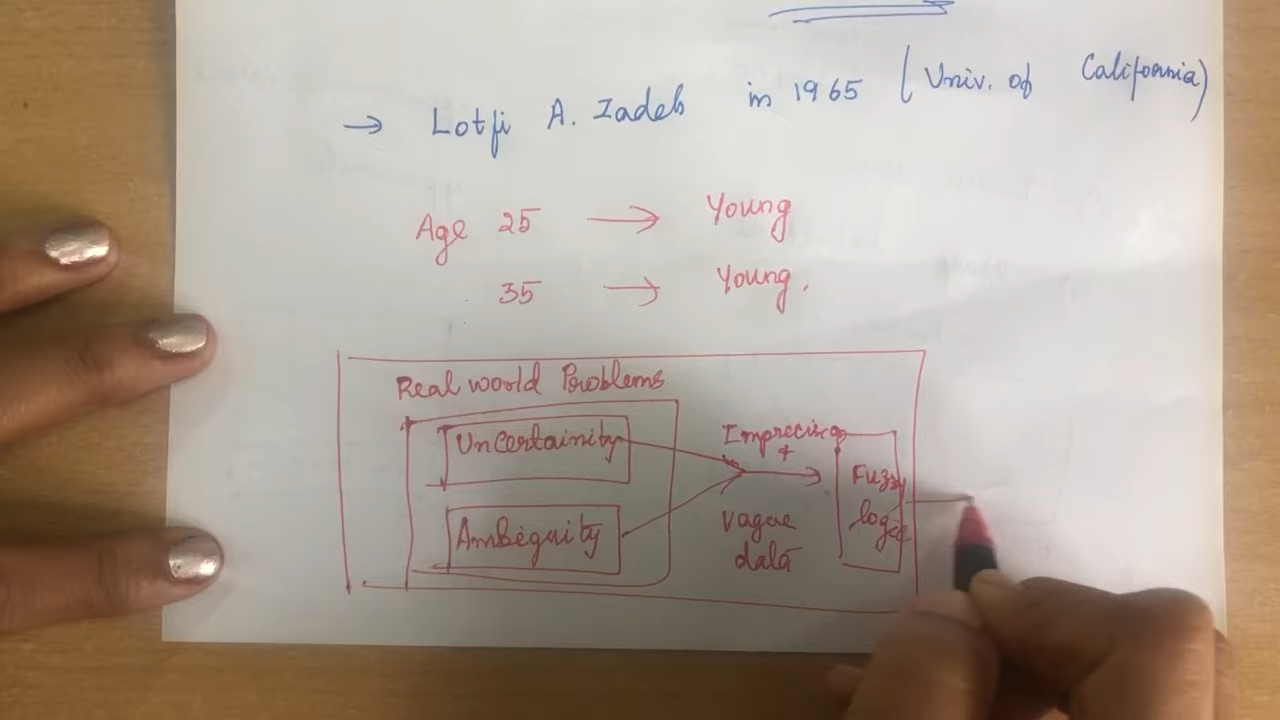 → Lotfi A. Zadeh in 1965 (Univ. of California)
Age 25 → Young
35 → Young.
Real world Problems
Uncertainity
Ambiguity
Imprecision
+
vague
data
Fuzzy
logic